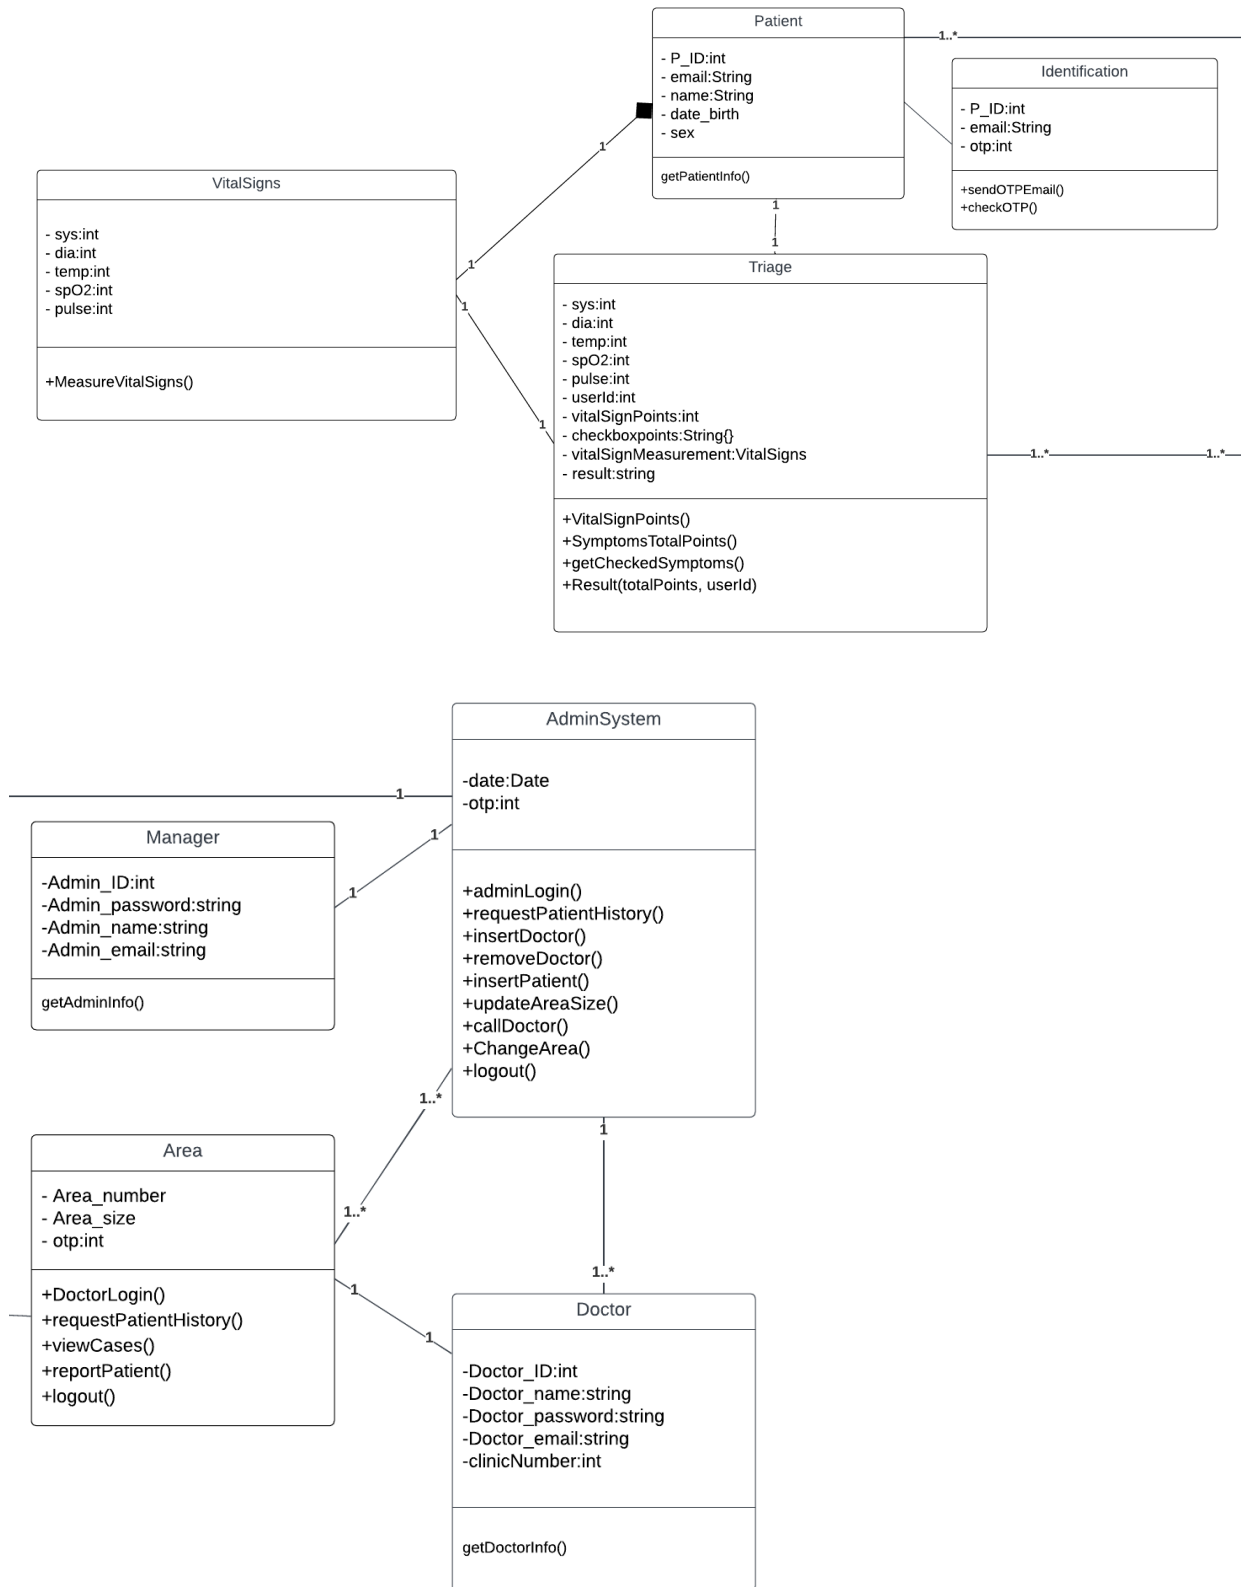 Patient
- P_ID:int
- email:String
- name:String
- date_birth
- sex
getPatientInfo()
1..*
Identification
- P_ID:int
- email:String
- otp:int
+sendOTPEmail()
+checkOTP()
1
1
VitalSigns
- sys:int
- dia:int
- temp:int
- spO2:int
- pulse:int
+MeasureVitalSigns()
1
1
1
1
Triage
- sys:int
- dia:int
- temp:int
- spO2:int
- pulse:int
- userId:int
- vitalSignPoints:int
- checkboxpoints:String{}
- vitalSignMeasurement:VitalSigns
- result:string
+VitalSignPoints()
+SymptomsTotalPoints()
+getCheckedSymptoms()
+Result(totalPoints, userId)
1..*
1..*
AdminSystem
-date:Date
-otp:int
+adminLogin()
+requestPatientHistory()
+insertDoctor()
+removeDoctor()
+insertPatient()
+updateAreaSize()
+callDoctor()
+ChangeArea()
+logout()
1
1
1
Manager
-Admin_ID:int
-Admin_password:string
-Admin_name:string
-Admin_email:string
getAdminInfo()
1..*
1..*
1
1..*
Area
- Area_number
- Area_size
- otp:int
+DoctorLogin()
+requestPatientHistory()
+viewCases()
+reportPatient()
+logout()
1
1
Doctor
-Doctor_ID:int
-Doctor_name:string
-Doctor_password:string
-Doctor_email:string
-clinicNumber:int
getDoctorInfo()